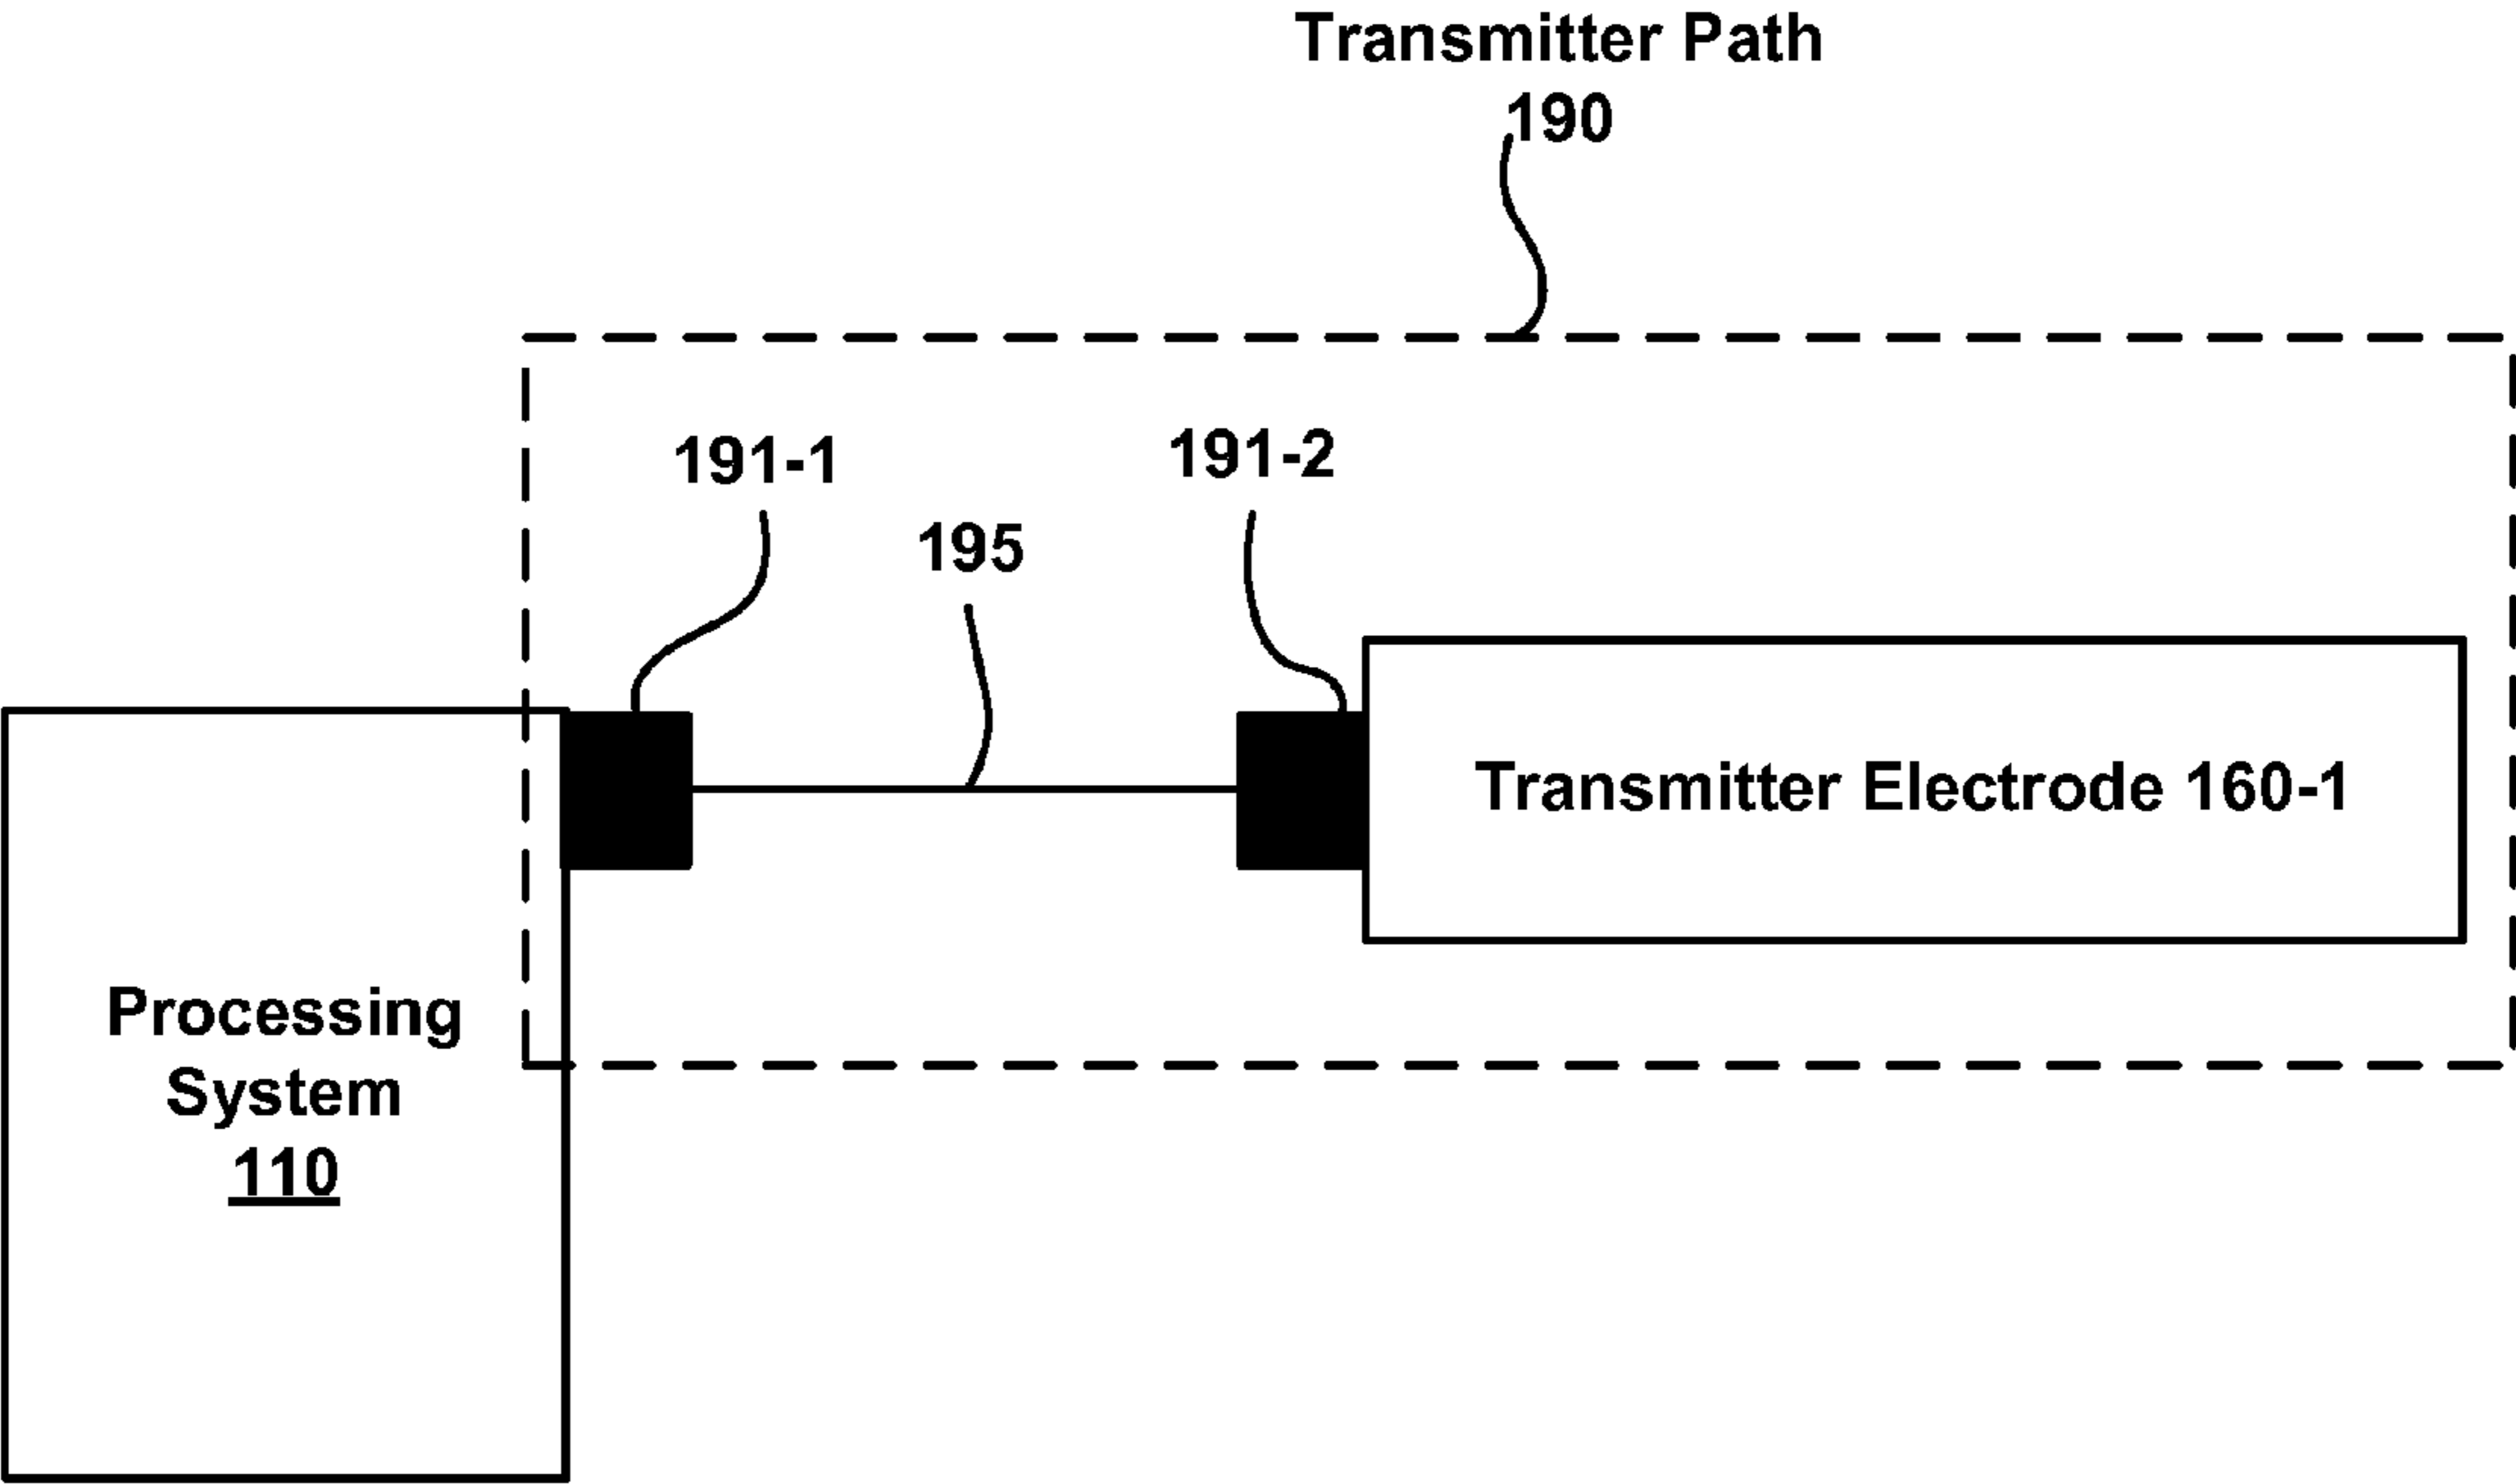 Transmitter Path
190
191-1
191-2
195
Transmitter Electrode 160-1
Processing
System
110